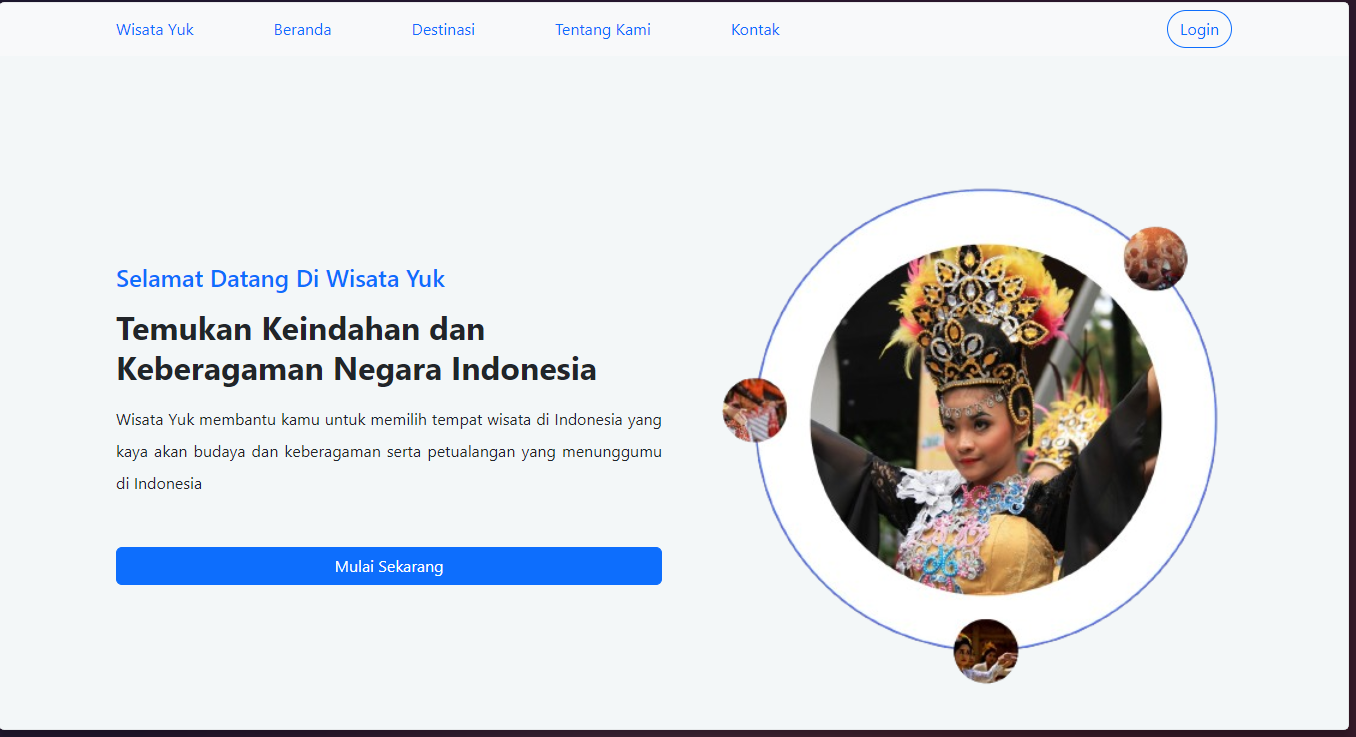 Wisata Yuk
Beranda
Destinasi
Tentang Kami
Kontak
Login
Selamat Datang Di Wisata Yuk
Temukan Keindahan dan
Keberagaman Negara Indonesia
Wisata Yuk membantu kamu untuk memilih tempat wisata di Indonesia yang
kaya akan budaya dan keberagaman serta petualangan yang menunggumu
di Indonesia
Mulai Sekarang